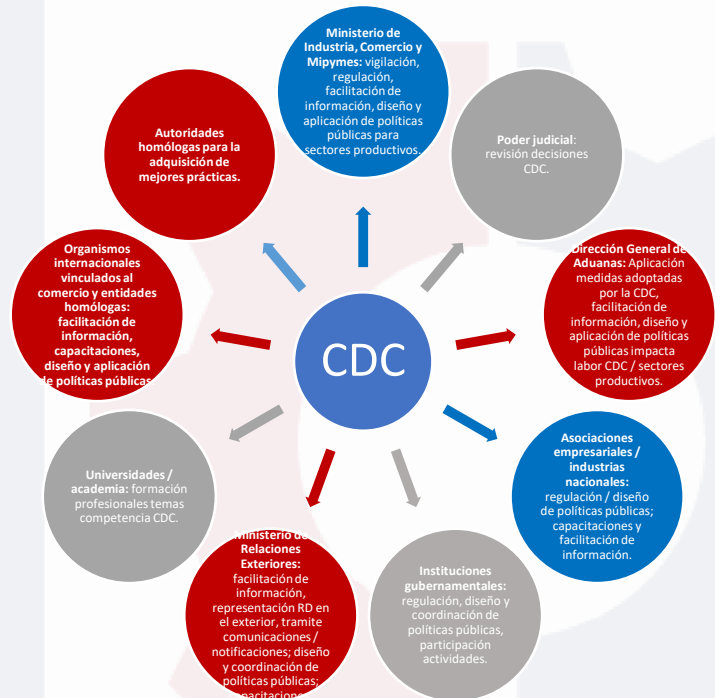 Ministerio de
Industria, Comercio y
Mipymes: vigilación,
regulación,
facilitación de
información, diseño y
aplicación de políticas
públicas para
sectores productivos.
Poder judicial:
revisión decisiones
CDC.
Dirección General de
Aduanas: Aplicación
medidas adoptadas
por la CDC,
facilitación de
información, diseño y
aplicación de políticas
públicas impacta
labor CDC / sectores
productivos.
Asociaciones
empresariales /
industrias
nacionales:
regulación / diseño
de políticas públicas;
capacitaciones y
facilitación de
información.
Instituciones
gubernamentales:
regulación, diseño y
coordinación de
políticas públicas,
participación
actividades.
Ministerio de
Relaciones
Exteriores:
facilitación de
información,
representación RD en
el exterior, tramite
comunicaciones /
notificaciones; diseño
y coordinación de
políticas públicas;
capacitaciones
Universidades /
academia: formación
profesionales temas
competencia CDC.
Organismos
internacionales
vinculados al
comercio y entidades
homólogas:
facilitación de
información,
capacitaciones,
diseño y aplicación
de políticas públicas
Autoridades
homólogas para la
adquisición de
mejores prácticas.
CDC